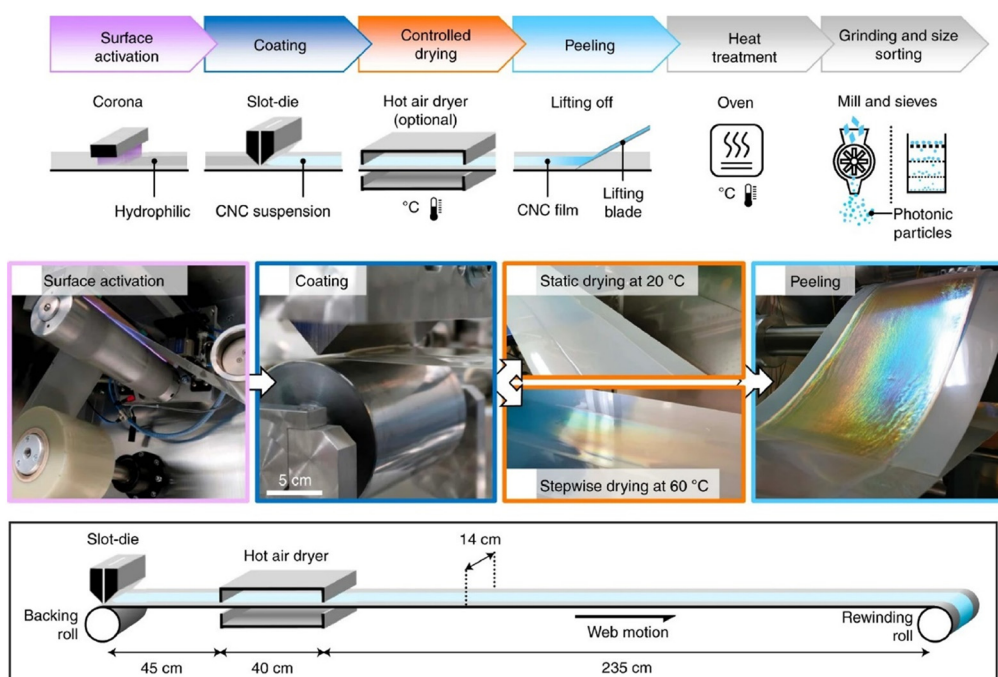 Surface
activation
Coating
Controlled
drying
Peeling
Heat
treatment
Grinding and size
sorting
Corona
Slot-die
Hot air dryer
(optional)
Lifting off
Oven
Mill and sieves
Hydrophilic
CNC suspension
°C
CNC film
Lifting
blade
°C
Photonic
particles
Surface activation
Coating
Static drying at 20 °C
Peeling
5 cm
Stepwise drying at 60 °C
Slot-die
Hot air dryer
14 cm
Backing
roll
Web motion
Rewinding
roll
45 cm
40 cm
235 cm